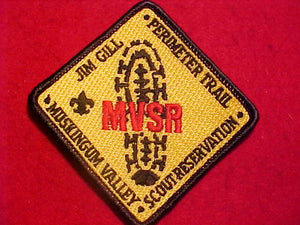 JIM GILL
PERIMETER TRAIL
MVSR
MUSKINGUM VALLEY
SCOUT RESERVATION